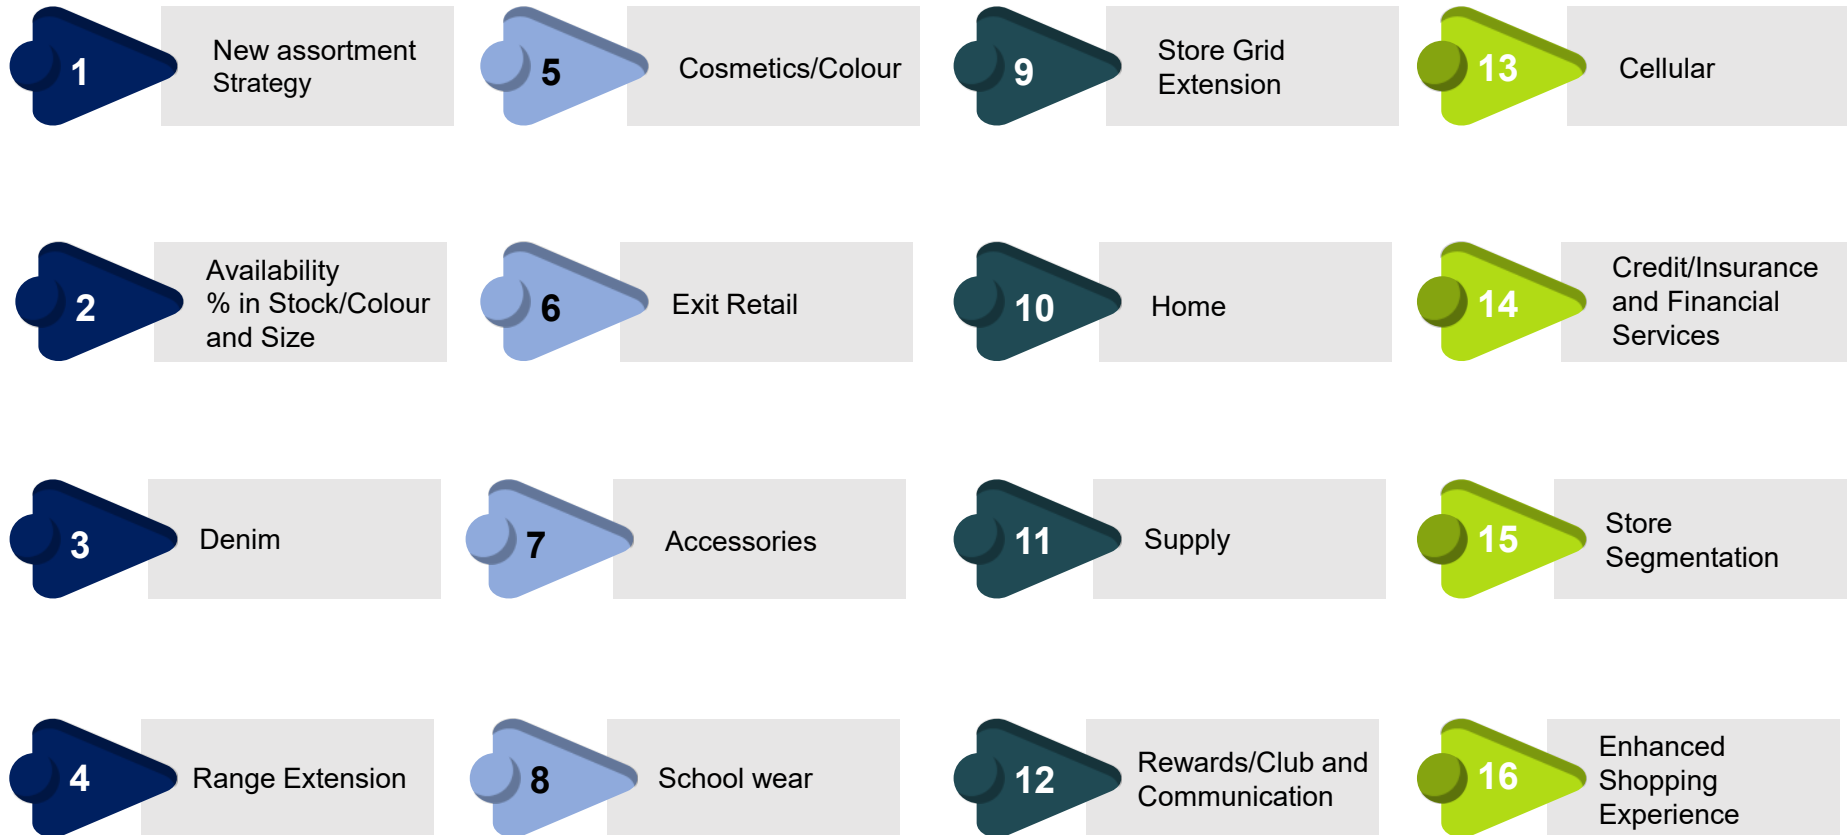 1
New assortment
Strategy
2
Availability
% in Stock/Colour
and Size
3
Denim
4
Range Extension
5
Cosmetics/Colour
6
Exit Retail
7
Accessories
8
School wear
9
Store Grid
Extension
10
Home
11
Supply
12
Rewards/Club and
Communication
13
Cellular
14
Credit/Insurance
and Financial
Services
15
Store
Segmentation
16
Enhanced
Shopping
Experience